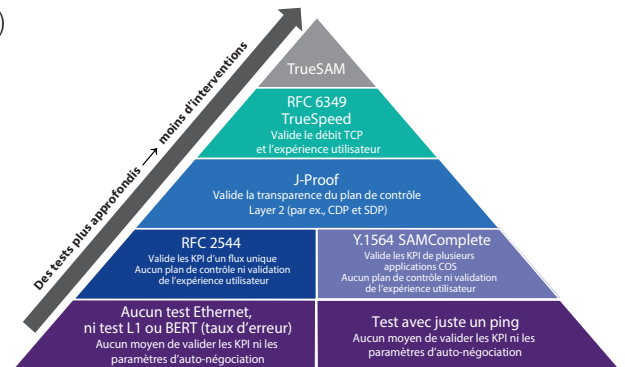 Des tests plus approfondis → moins d'interventions
TrueSAM
RFC 6349
TrueSpeed
Valide le débit TCP
et l'expérience utilisateur
J-Proof
Valide la transparence du plan de contrôle
Layer 2 (par ex., CDP et SDP)
RFC 2544
Valide les KPI d'un flux unique
Aucun plan de contrôle ni validation
de l'expérience utilisateur
Y.1564 SAMComplete
Valide les KPI de plusieurs
applications COS
Aucun plan de contrôle ni validation
de l'expérience utilisateur
Aucun test Ethernet,
ni test L1 ou BERT (taux d'erreur)
Aucun moyen de valider les KPI ni les
paramètres d'auto-négociation
Test avec juste un ping
Aucun moyen de valider les KPI ni les
paramètres d'auto-négociation